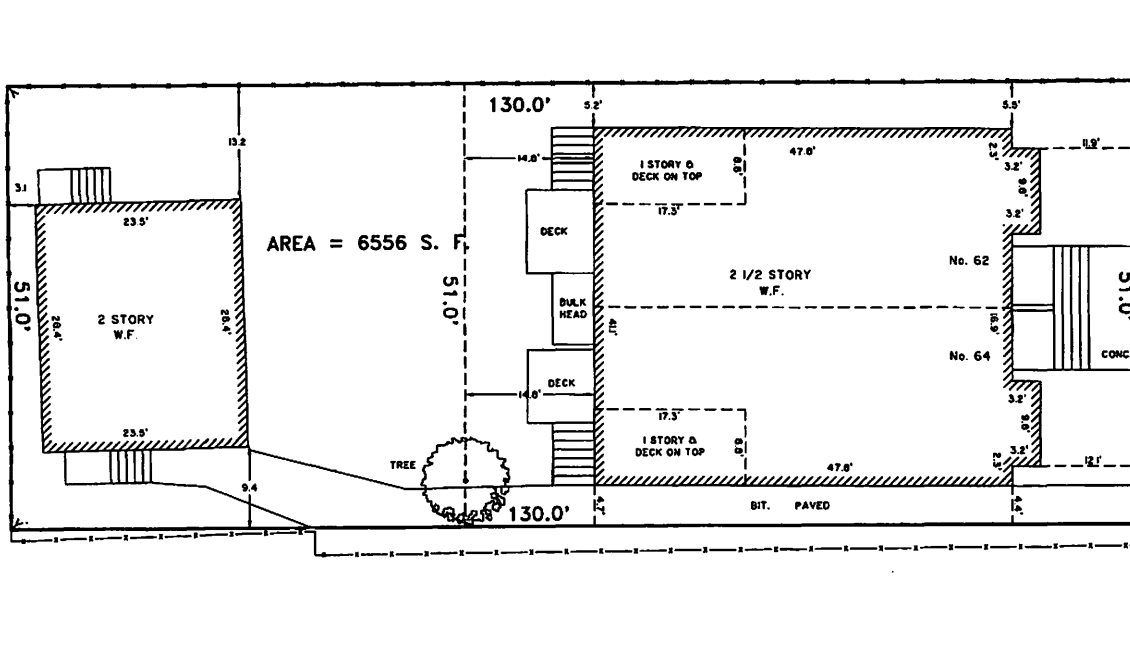 130.0'
5.2'
5.5'
13.2
14.8'
1 STORY &
DECK ON TOP
8.8'
47.8'
2.3'
3.2'
11.9'
9.8'
3.1
17.3'
3.2'
23.5'
AREA = 6556 S. F.
DECK
No. 62
2 1/2 STORY
W.F.
51.0'
51.0'
51.0'
BULK
HEAD
2 STORY
W.F.
28.4'
28.4'
41.1'
16.9'
No. 64
CONC.
DECK
14.8'
3.2'
17.3'
9.8'
23.5'
1 STORY &
DECK ON TOP
8.8'
3.2'
2.3'
TREE
47.8'
12.1'
9.4
4.7'
4.4'
BIT. PAVED
130.0'